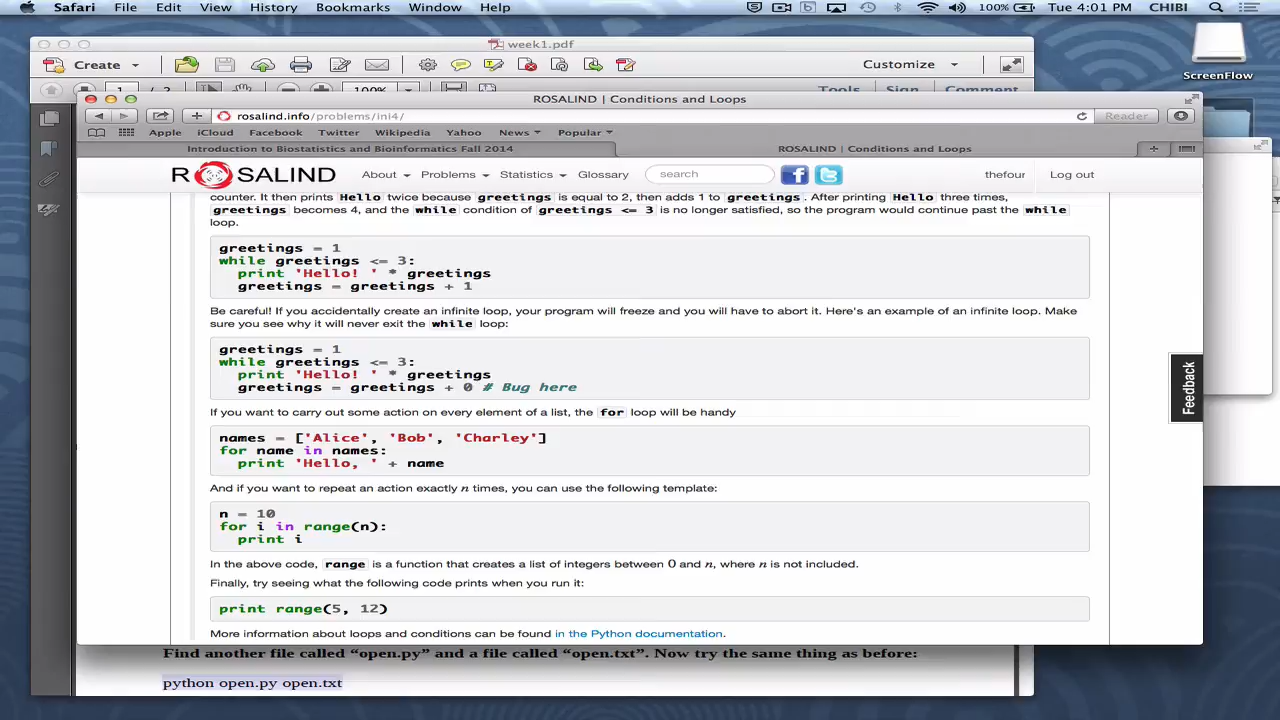 Safari File Edit View History Bookmarks Window Help 100% Tue 4:01 PM CHIBI
week1.pdf
Create Customize
1 / 2 100% Tools Sign Comment
ScreenFlow
ROSALIND | Conditions and Loops
rosalind.info/problems/ini4/ Reader
Apple iCloud Facebook Twitter Wikipedia Yahoo News Popular
Introduction to Biostatistics and Bioinformatics Fall 2014 ROSALIND | Conditions and Loops +
ROSALIND About Problems Statistics Glossary search thefour Log out
counter. It then prints Hello twice because greetings is equal to 2, then adds 1 to greetings. After printing Hello three times,
greetings becomes 4, and the while condition of greetings <= 3 is no longer satisfied, so the program would continue past the while
loop.
greetings = 1
while greetings <= 3:
print 'Hello! ' * greetings
greetings = greetings + 1
Be careful! If you accidentally create an infinite loop, your program will freeze and you will have to abort it. Here's an example of an infinite loop. Make
sure you see why it will never exit the while loop:
greetings = 1
while greetings <= 3:
print 'Hello! ' * greetings
greetings = greetings + 0 # Bug here
If you want to carry out some action on every element of a list, the for loop will be handy
names = ['Alice', 'Bob', 'Charley']
for name in names:
print 'Hello, ' + name
And if you want to repeat an action exactly n times, you can use the following template:
n = 10
for i in range(n):
print i
In the above code, range is a function that creates a list of integers between 0 and n, where n is not included.
Finally, try seeing what the following code prints when you run it:
print range(5, 12)
More information about loops and conditions can be found in the Python documentation.
Feedback
Find another file called “open.py” and a file called “open.txt”. Now try the same thing as before:
python open.py open.txt